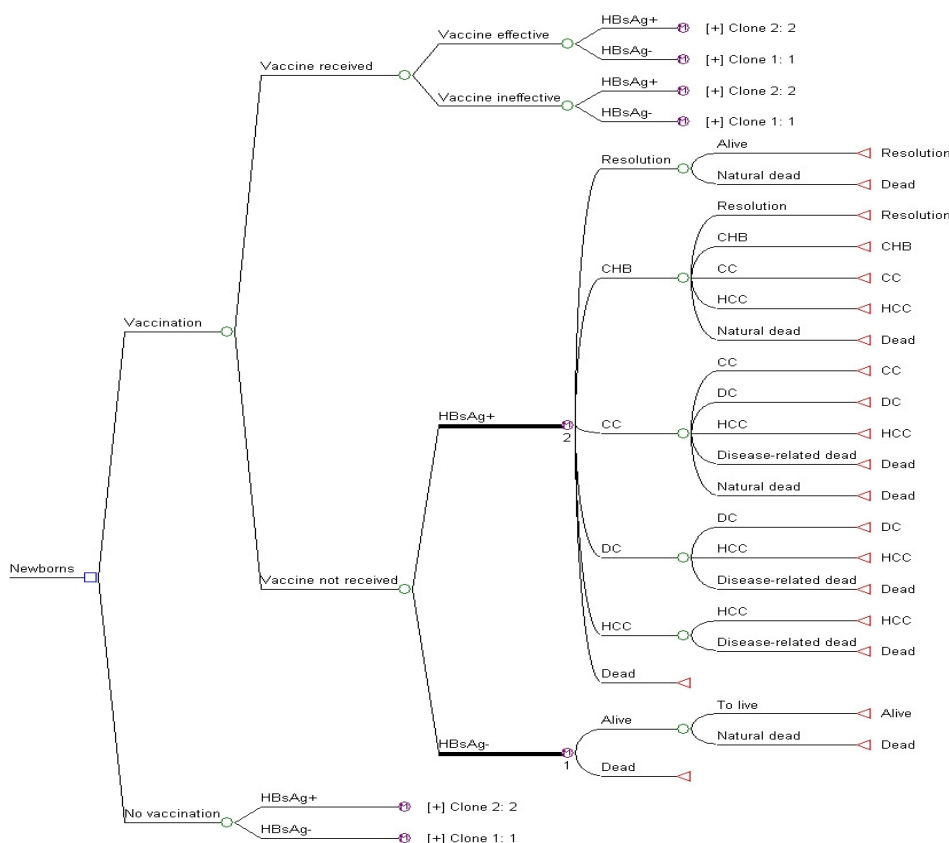 HBsAg+
[+] Clone 2: 2
Vaccine effective
HBsAg-
[+] Clone 1: 1
Vaccine received
HBsAg+
[+] Clone 2: 2
Vaccine ineffective
HBsAg-
[+] Clone 1: 1
Alive
Resolution
Resolution
Natural dead
Dead
Resolution
Resolution
CHB
CHB
CHB
CC
CC
HCC
HCC
Natural dead
Dead
Vaccination
CC
CC
DC
DC
HBsAg+
2
CC
HCC
HCC
Disease-related dead
Dead
Natural dead
Dead
DC
DC
DC
HCC
HCC
Disease-related dead
Dead
Newborns
Vaccine not received
HCC
HCC
HCC
Disease-related dead
Dead
Dead
To live
Alive
Alive
Natural dead
Dead
HBsAg-
1
Dead
No vaccination
HBsAg+
[+] Clone 2: 2
HBsAg-
[+] Clone 1: 1